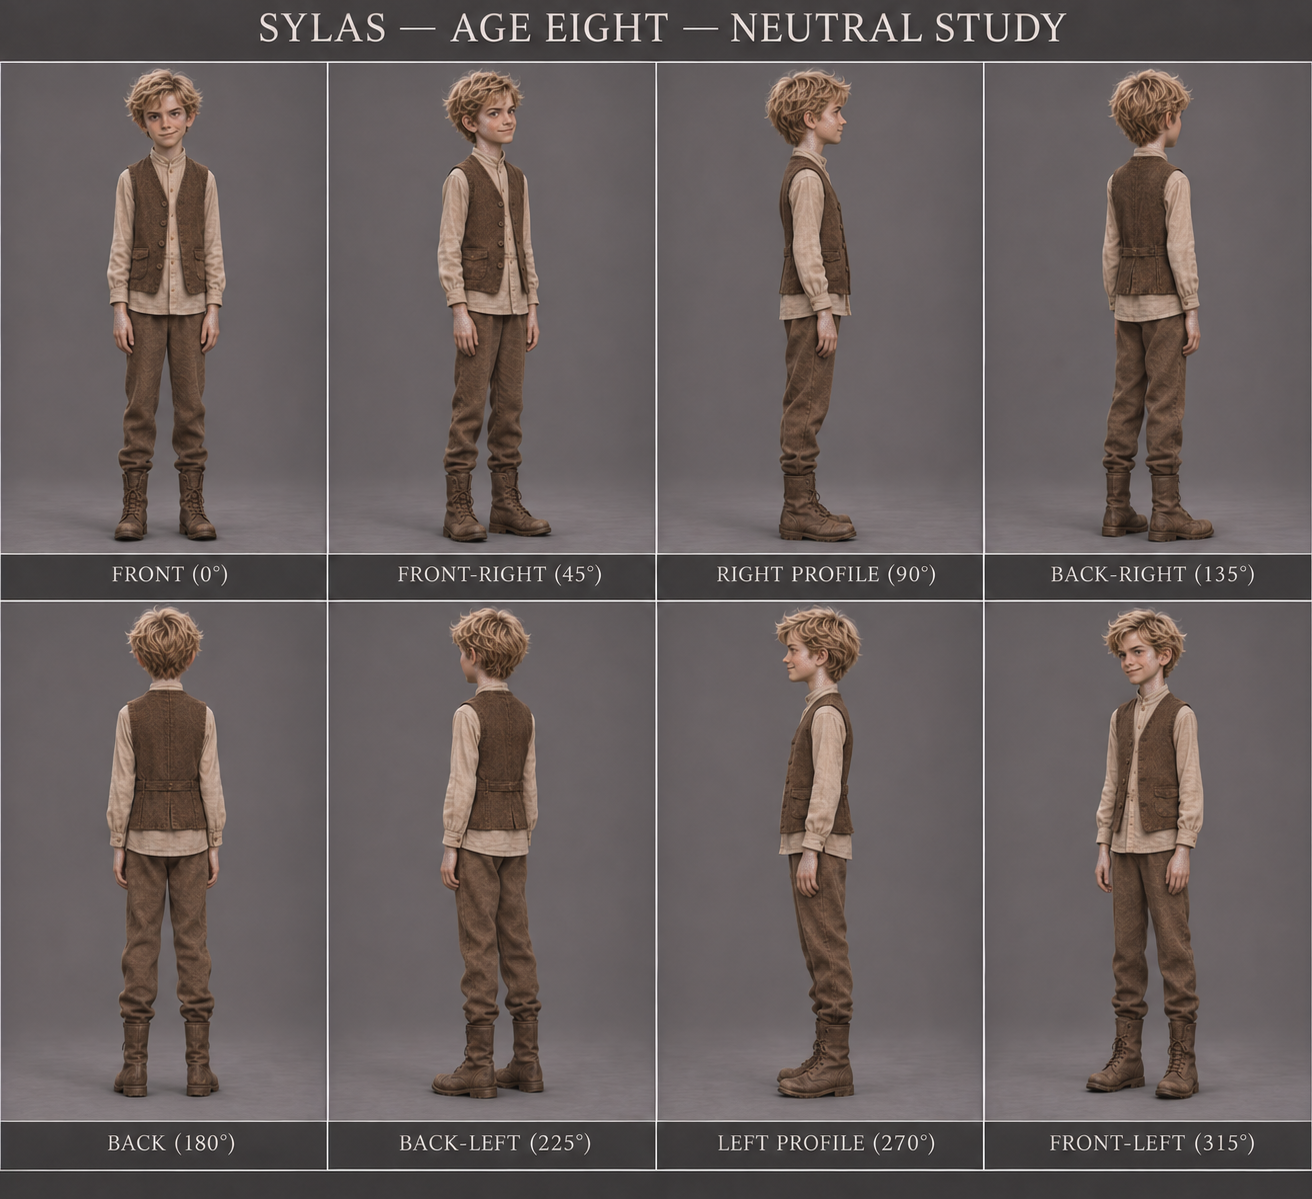 SYLAS — AGE EIGHT — NEUTRAL STUDY
FRONT (0°)
FRONT-RIGHT (45°)
RIGHT PROFILE (90°)
BACK-RIGHT (135°)
BACK (180°)
BACK-LEFT (225°)
LEFT PROFILE (270°)
FRONT-LEFT (315°)